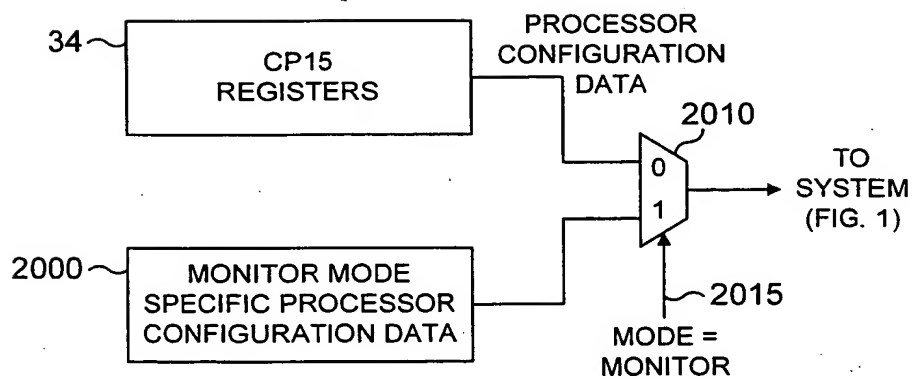 34
CP15
REGISTERS
PROCESSOR
CONFIGURATION
DATA
2010
0
1
TO
SYSTEM
(FIG. 1)
2000
MONITOR MODE
SPECIFIC PROCESSOR
CONFIGURATION DATA
2015
MODE =
MONITOR